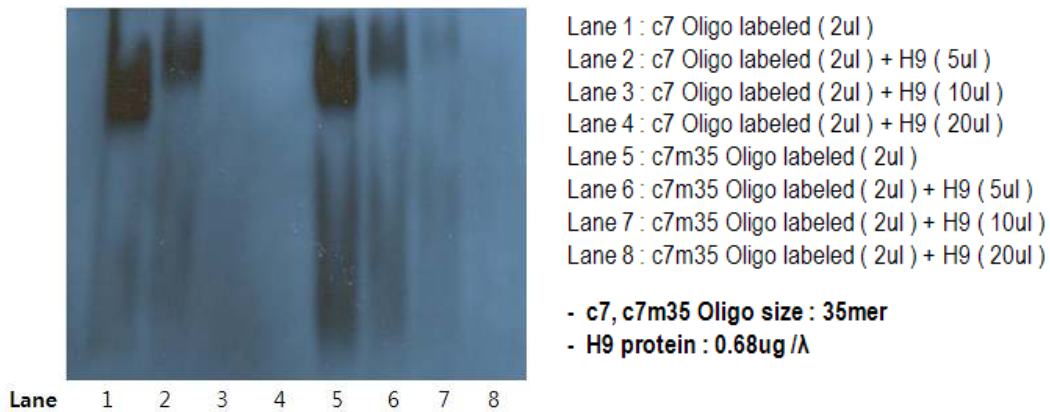 Lane 1 : c7 Oligo labeled ( 2ul )
Lane 2 : c7 Oligo labeled ( 2ul ) + H9 ( 5ul )
Lane 3 : c7 Oligo labeled ( 2ul ) + H9 ( 10ul )
Lane 4 : c7 Oligo labeled ( 2ul ) + H9 ( 20ul )
Lane 5 : c7m35 Oligo labeled ( 2ul )
Lane 6 : c7m35 Oligo labeled ( 2ul ) + H9 ( 5ul )
Lane 7 : c7m35 Oligo labeled ( 2ul ) + H9 ( 10ul )
Lane 8 : c7m35 Oligo labeled ( 2ul ) + H9 ( 20ul )
- c7, c7m35 Oligo size : 35mer
- H9 protein : 0.68ug /λ
Lane 1 2 3 4 5 6 7 8